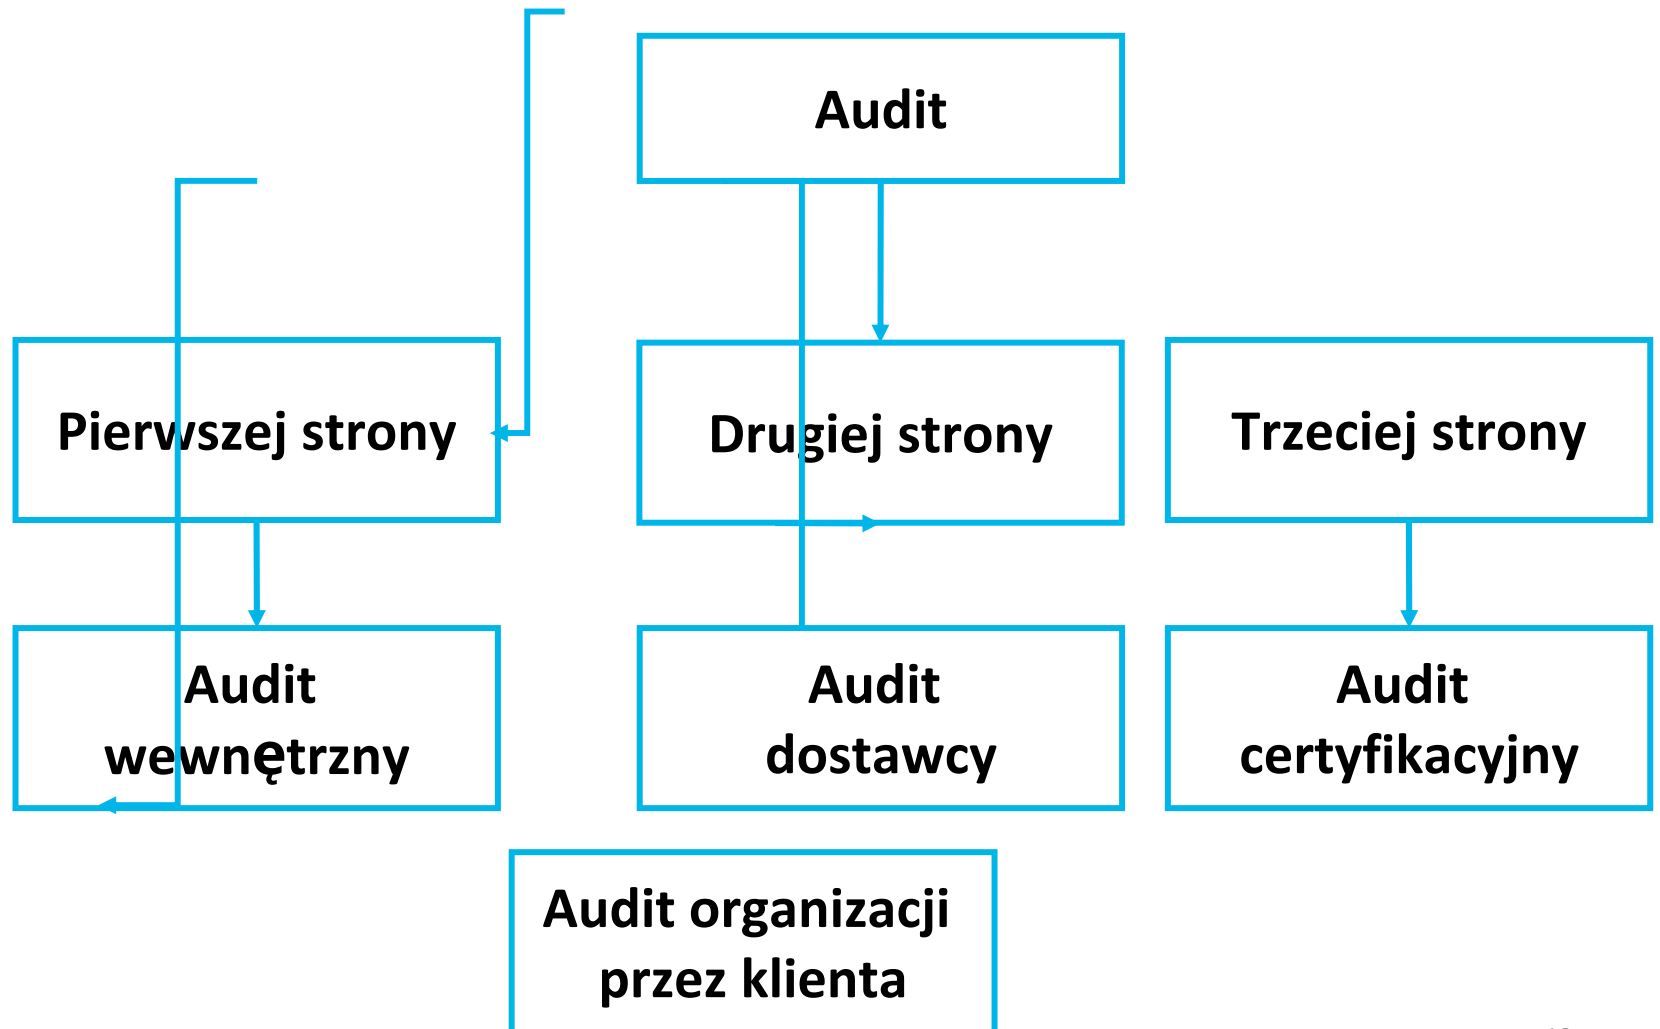 Audit
Pierwszej strony
Drugiej strony
Trzeciej strony
Audit
wewnętrzny
Audit
dostawcy
Audit
certyfikacyjny
Audit organizacji
przez klienta